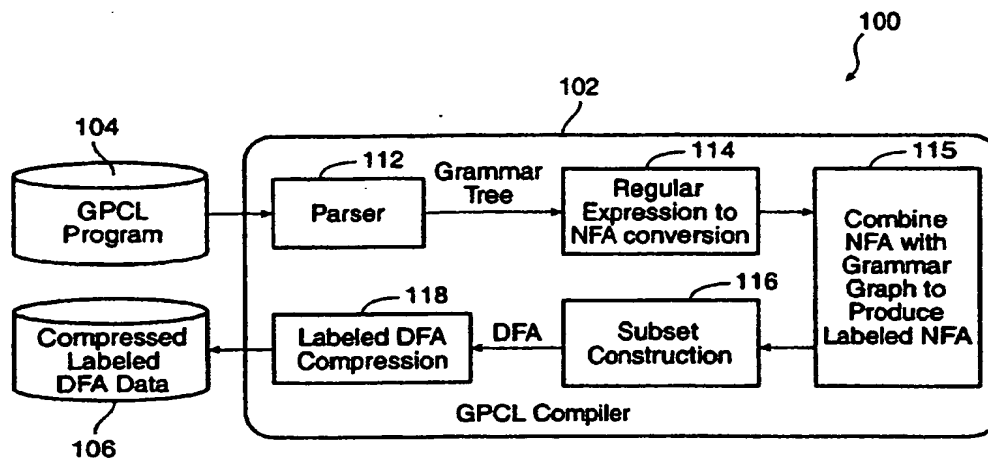 100
102
104
112
114
115
GPCL
Program
Parser
Grammar
Tree
Regular
Expression to
NFA conversion
Combine
NFA with
Grammar
Graph to
Produce
Labeled NFA
118
116
Compressed
Labeled
DFA Data
Labeled DFA
Compression
DFA
Subset
Construction
106
GPCL Compiler